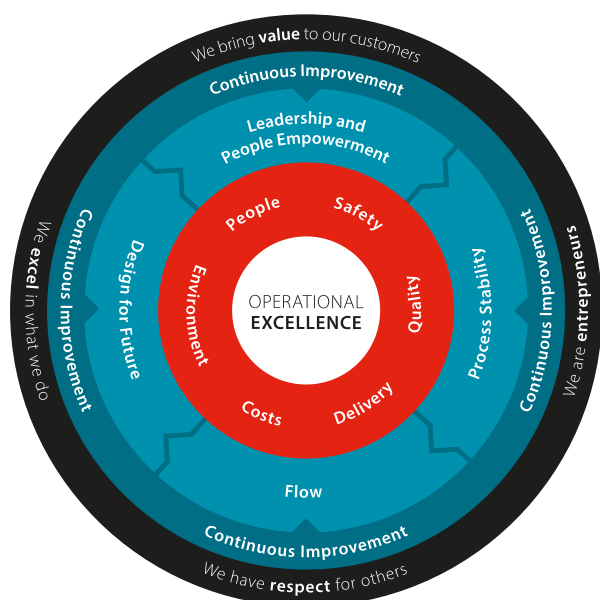 We bring value to our customers
Continuous Improvement
Leadership and
People Empowerment
People
Safety
We excel in what we do
Continuous Improvement
Design for Future
Environment
OPERATIONAL
EXCELLENCE
Quality
Process Stability
Continuous Improvement
We are entrepreneurs
Costs
Delivery
Flow
Continuous Improvement
We have respect for others